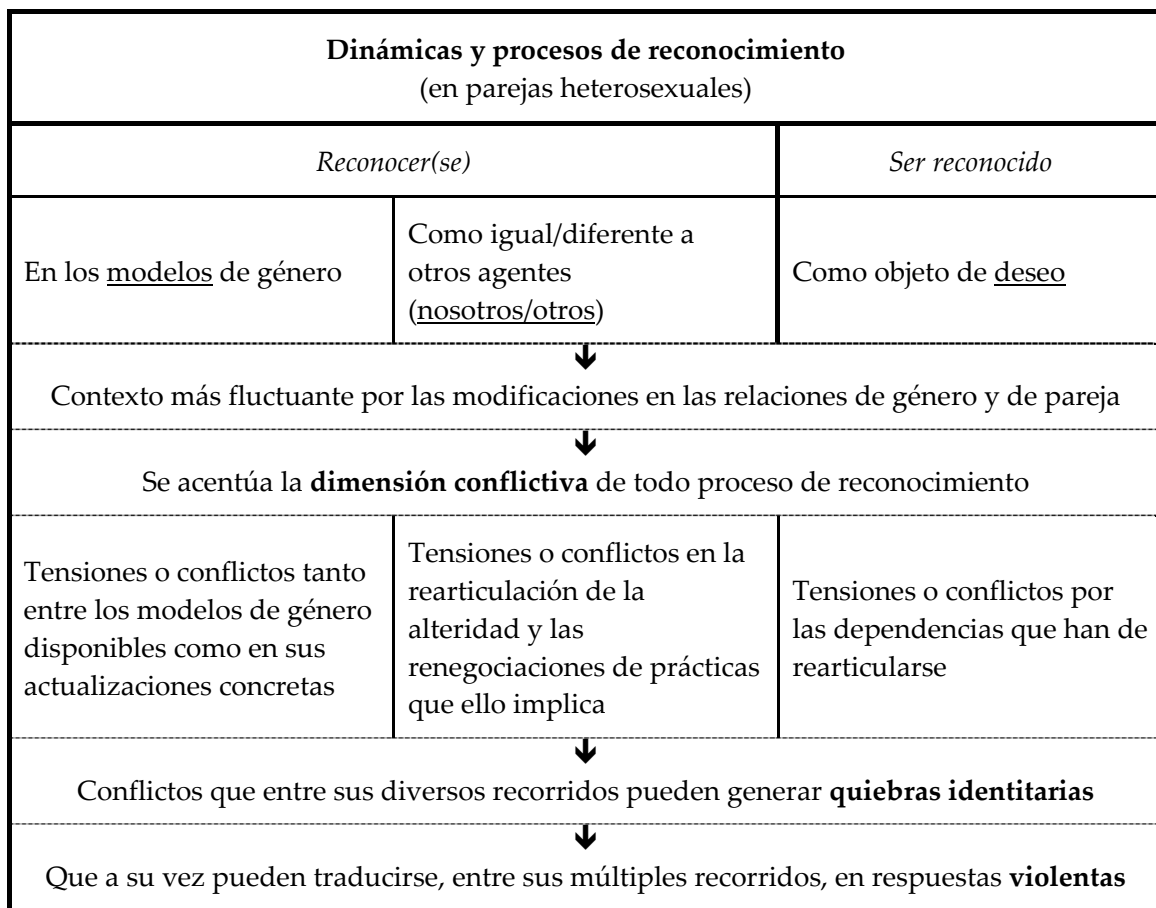 Dinámicas y procesos de reconocimiento
(en parejas heterosexuales)
Reconocer(se)
Ser reconocido
En los modelos de género
Como igual/diferente a
otros agentes
(nosotros/otros)
Como objeto de deseo
Contexto más fluctuante por las modificaciones en las relaciones de género y de pareja
Se acentúa la dimensión conflictiva de todo proceso de reconocimiento
Tensiones o conflictos tanto
entre los modelos de género
disponibles como en sus
actualizaciones concretas
Tensiones o conflictos en la
rearticulación de la
alteridad y las
renegociaciones de prácticas
que ello implica
Tensiones o conflictos por
las dependencias que han de
rearticularse
Conflictos que entre sus diversos recorridos pueden generar quiebras identitarias
Que a su vez pueden traducirse, entre sus múltiples recorridos, en respuestas violentas